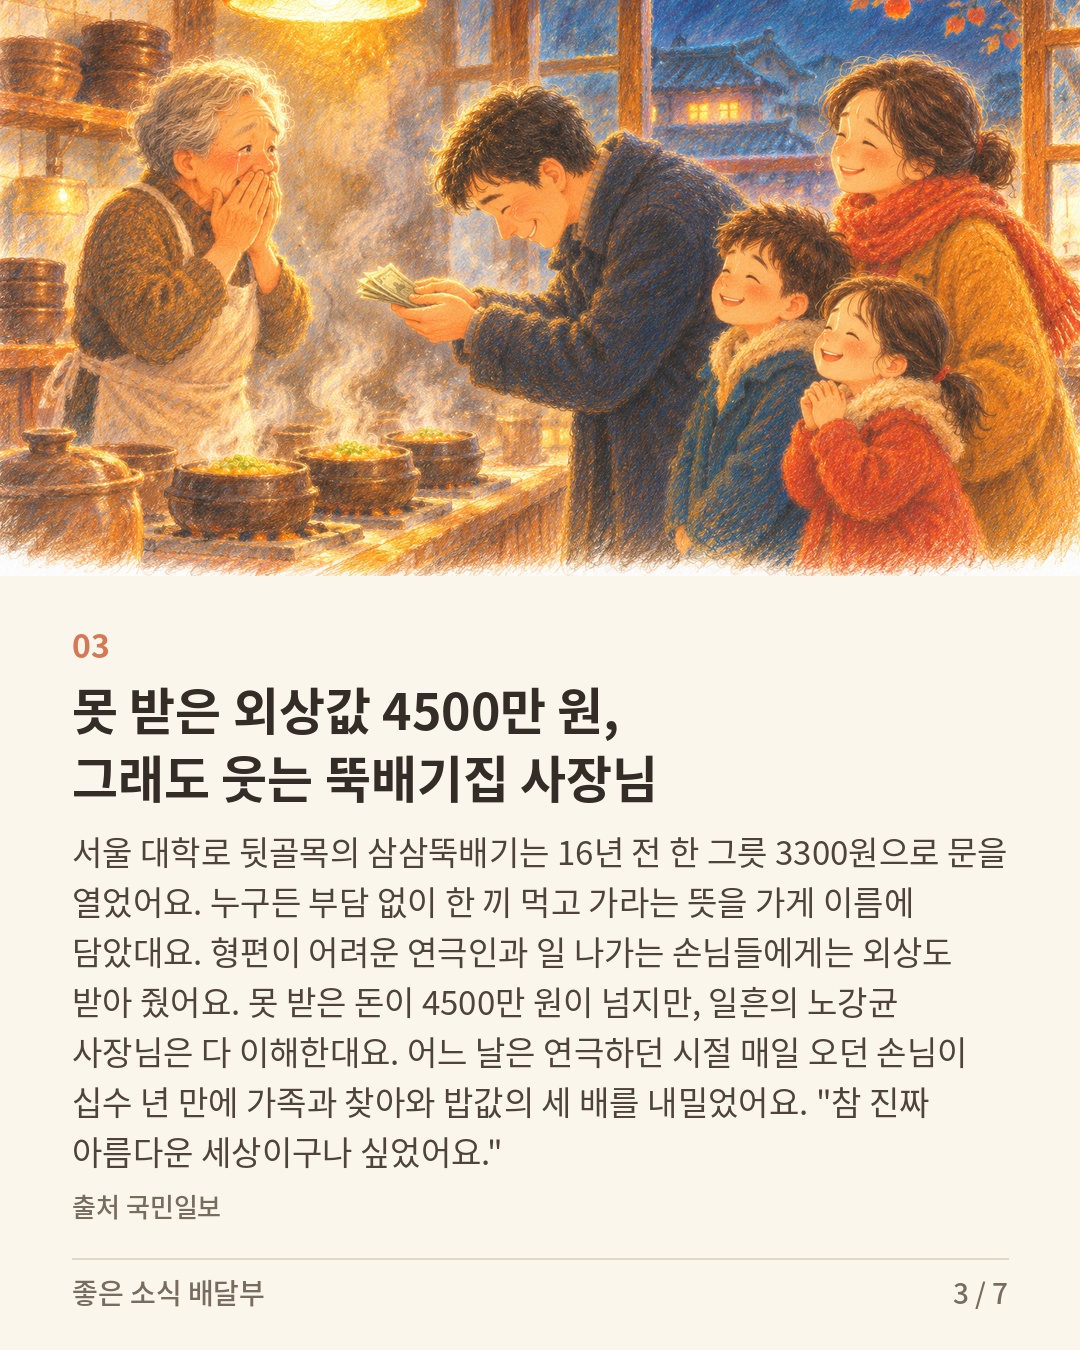 03
못 받은 외상값 4500만 원,
그래도 웃는 뚝배기집 사장님
서울 대학로 뒷골목의 삼삼뚝배기는 16년 전 한 그릇 3300원으로 문을
열었어요. 누구든 부담 없이 한 끼 먹고 가라는 뜻을 가게 이름에
담았대요. 형편이 어려운 연극인과 일 나가는 손님들에게는 외상도
받아 줬어요. 못 받은 돈이 4500만 원이 넘지만, 일흔의 노강균
사장님은 다 이해한대요. 어느 날은 연극하던 시절 매일 오던 손님이
십수 년 만에 가족과 찾아와 밥값의 세 배를 내밀었어요. "참 진짜
아름다운 세상이구나 싶었어요."
출처 국민일보
좋은 소식 배달부
3 / 7